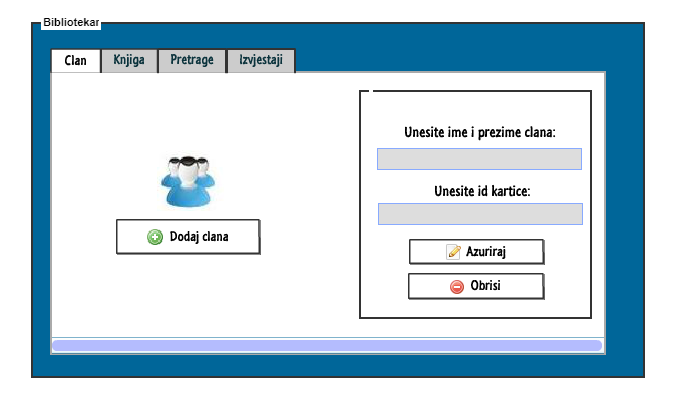 Bibliotekar
Clan
Knjiga
Pretrage
Izvjestaji
Unesite ime i prezime clana:
Unesite id kartice:
Dodaj clana
Azuriraj
Obrisi